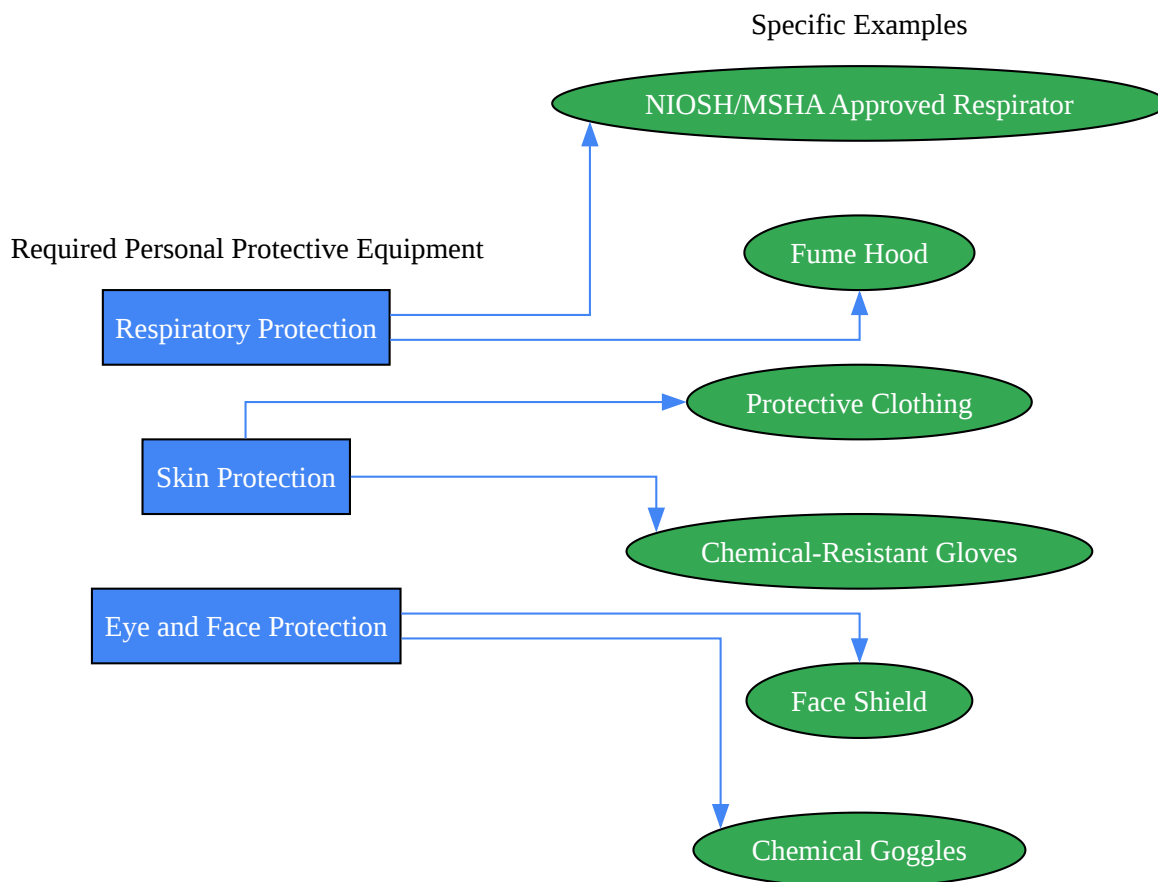 Specific Examples
NIOSH/MSHA Approved Respirator
Required Personal Protective Equipment
Fume Hood
Respiratory Protection
Protective Clothing
Skin Protection
Chemical-Resistant Gloves
Eye and Face Protection
Face Shield
Chemical Goggles